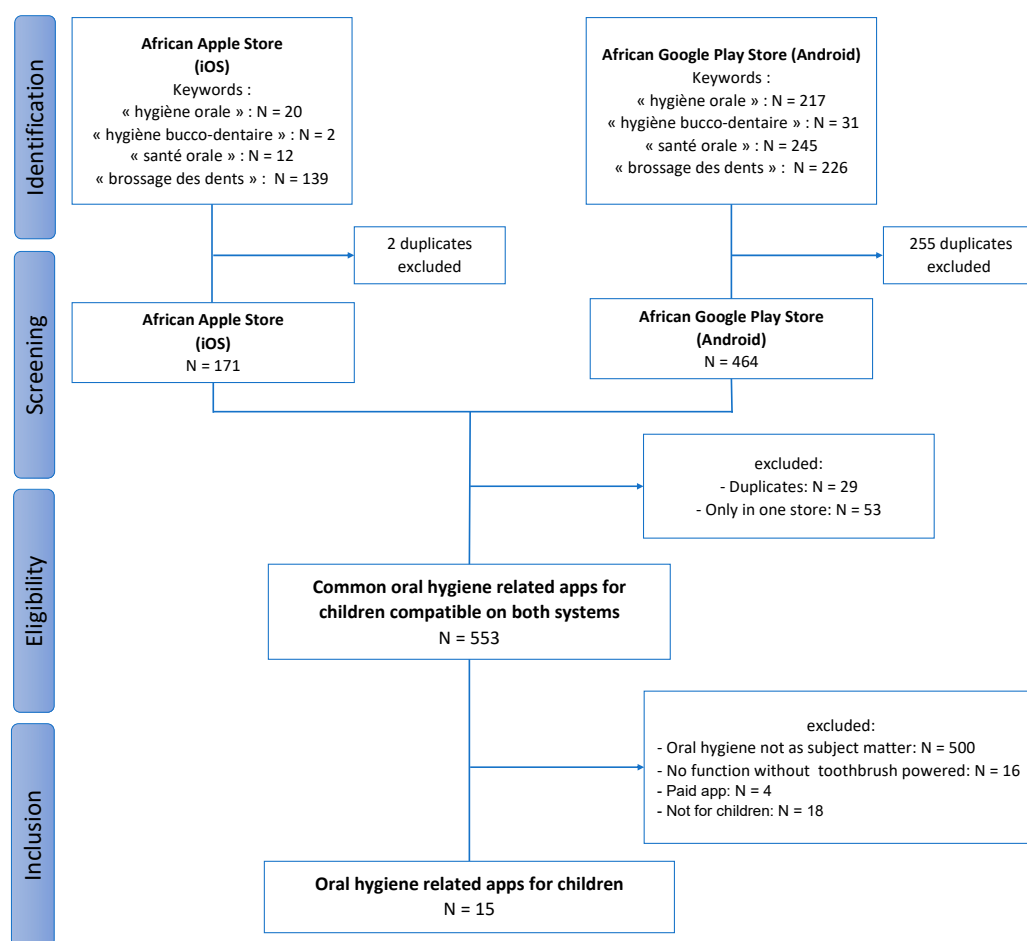 Identification
African Apple Store
(iOS)
Keywords :
« hygiène orale » : N = 20
« hygiène bucco-dentaire » : N = 2
« santé orale » : N = 12
« brossage des dents » :  N = 139
African Google Play Store (Android)
Keywords :
« hygiène orale » : N = 217
« hygiène bucco-dentaire » : N = 31
« santé orale » : N = 245
« brossage des dents » :  N = 226
2 duplicates
excluded
255 duplicates
excluded
Screening
African Apple Store
(iOS)
N = 171
African Google Play Store
(Android)
N = 464
excluded:
- Duplicates: N = 29
- Only in one store: N = 53
Eligibility
Common oral hygiene related apps for
children compatible on both systems
N = 553
excluded:
- Oral hygiene not as subject matter: N = 500
- No function without  toothbrush powered: N = 16
- Paid app: N = 4
- Not for children: N = 18
Inclusion
Oral hygiene related apps for children
N = 15